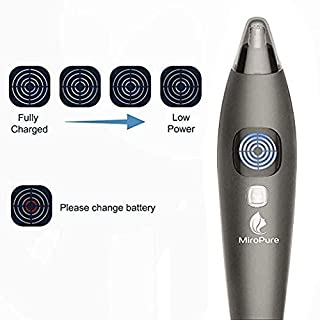 Fully
Charged
Low
Power
Please change battery
MiroPure